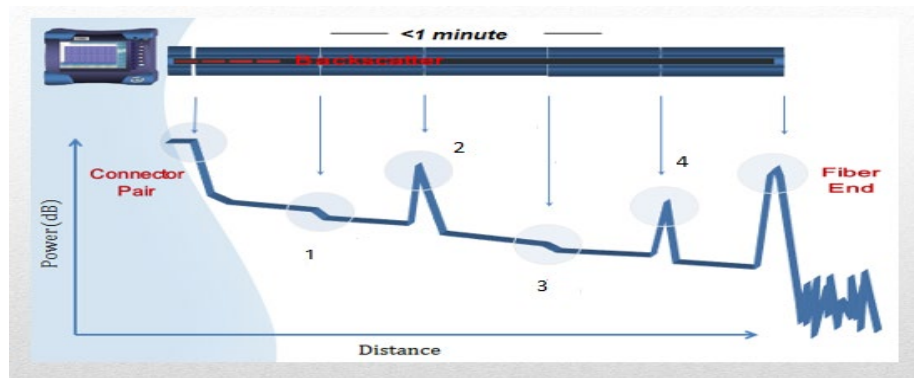 <1 minute
Backscatter
Connector
Pair
Fiber
End
1
2
3
4
Power(dB)
Distance